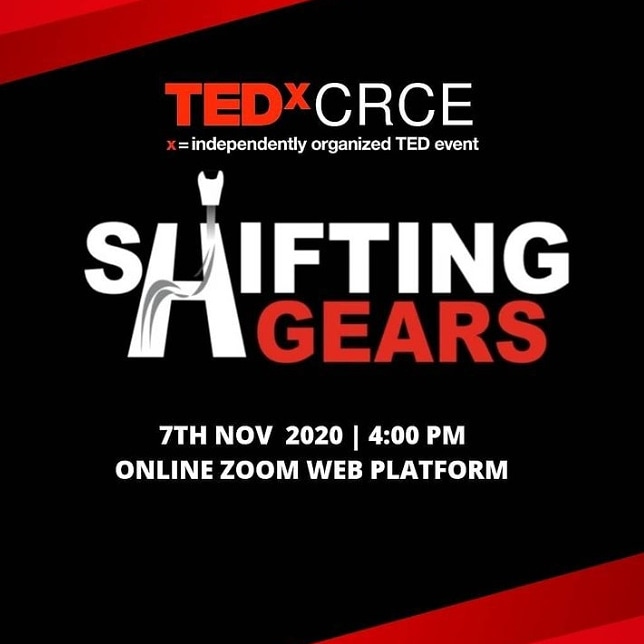 TEDxCRCE
x = independently organized TED event
SHIFTING
GEARS
7TH NOV 2020 | 4:00 PM
ONLINE ZOOM WEB PLATFORM